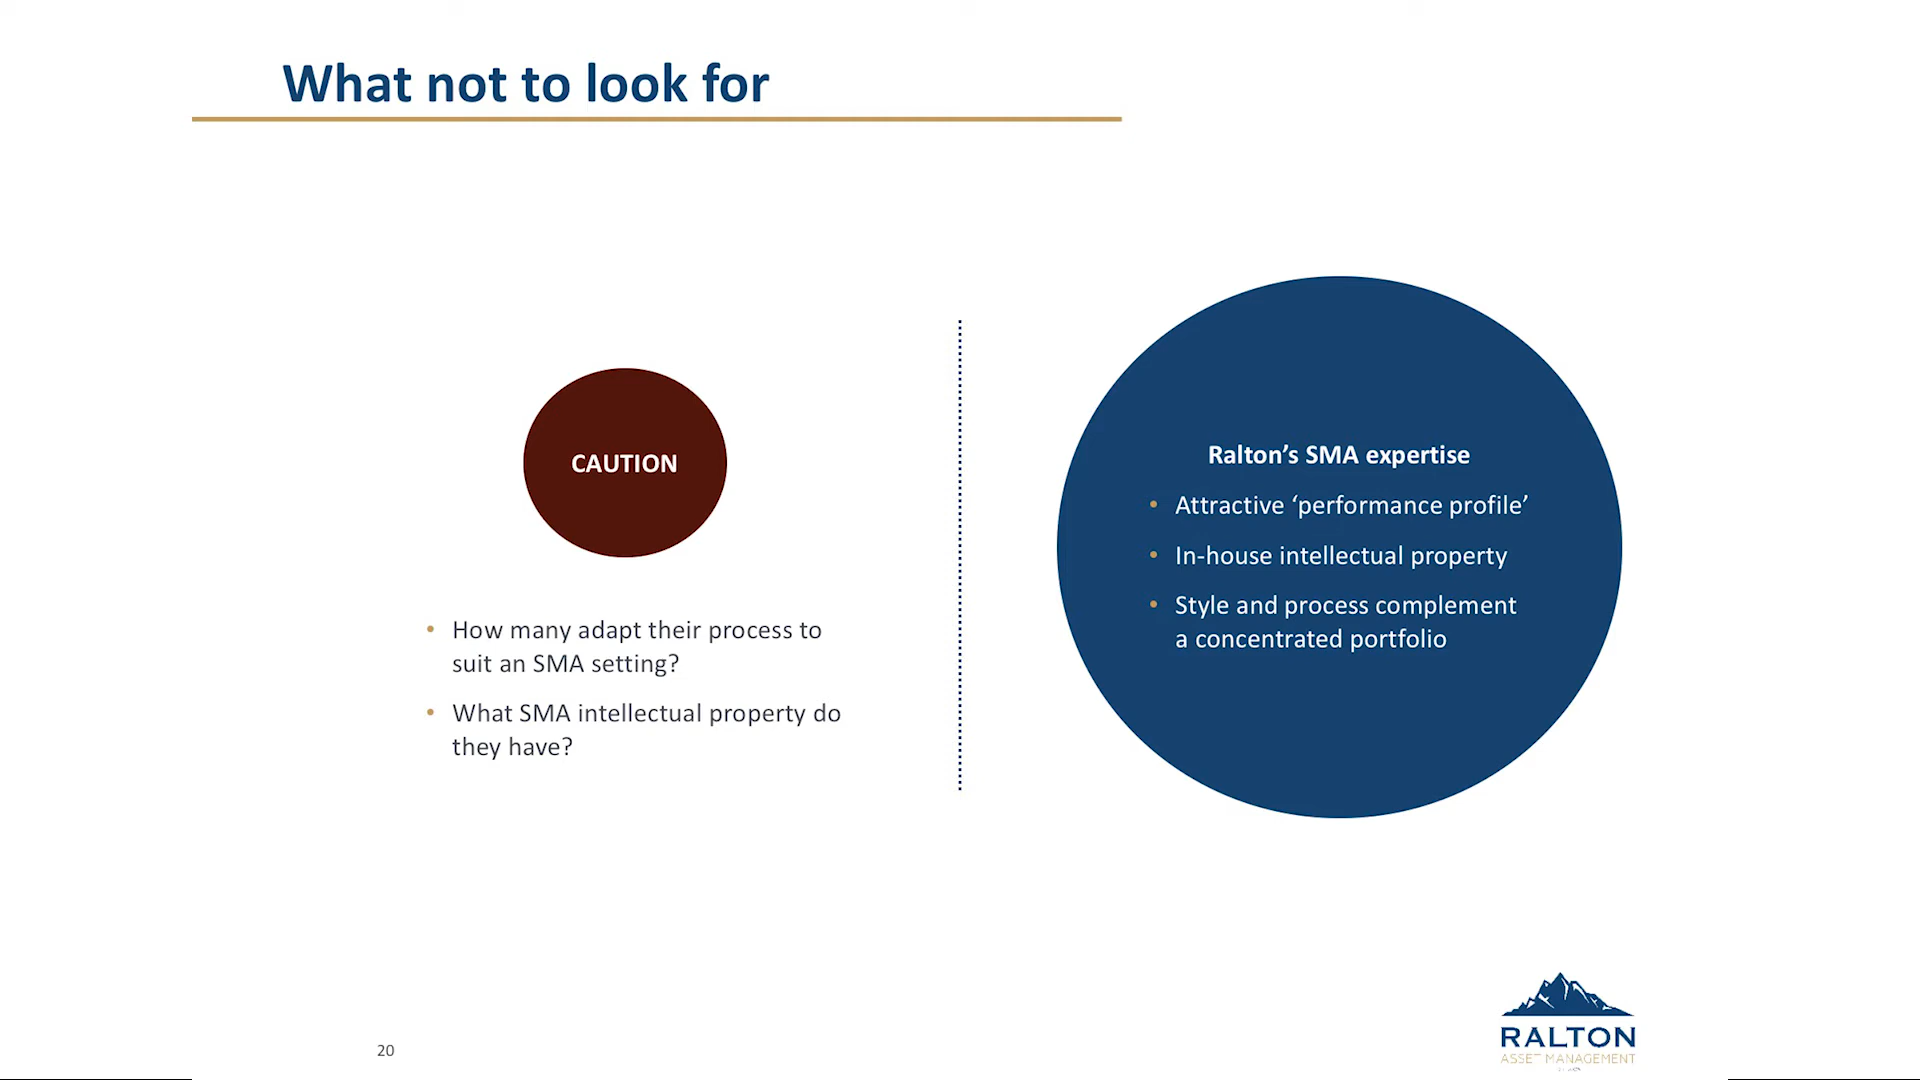 What not to look for
CAUTION
• How many adapt their process to
suit an SMA setting?
• What SMA intellectual property do
they have?
Ralton’s SMA expertise
• Attractive ‘performance profile’
• In-house intellectual property
• Style and process complement
a concentrated portfolio
20
RALTON
ASSET MANAGEMENT